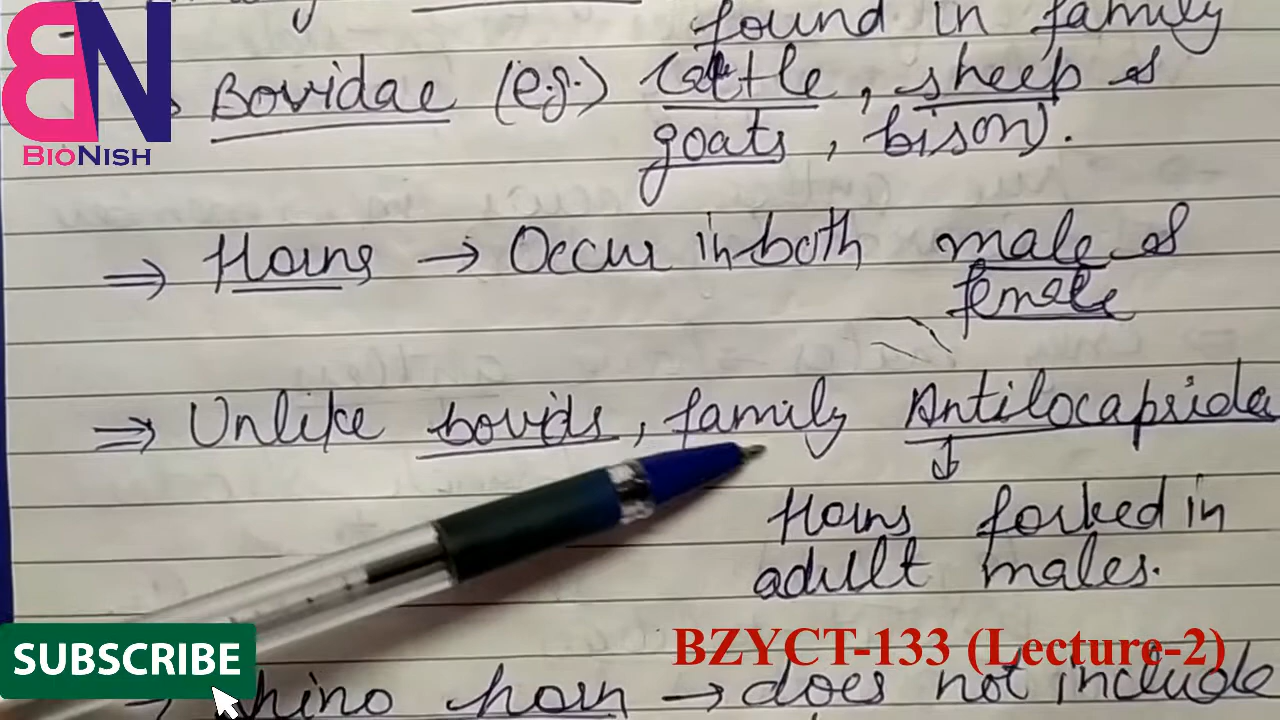 found in family
BN
Bovidae (e.g.) Cattle, sheep &
goats, bison).
BIONISH
⇒ Horns → Occur in both male &
female
⇒ Unlike bovids, family Antilocapridae
↓
Horns forked in
adult males.
BZYCT-133 (Lecture-2)
SUBSCRIBE
horn → does not include